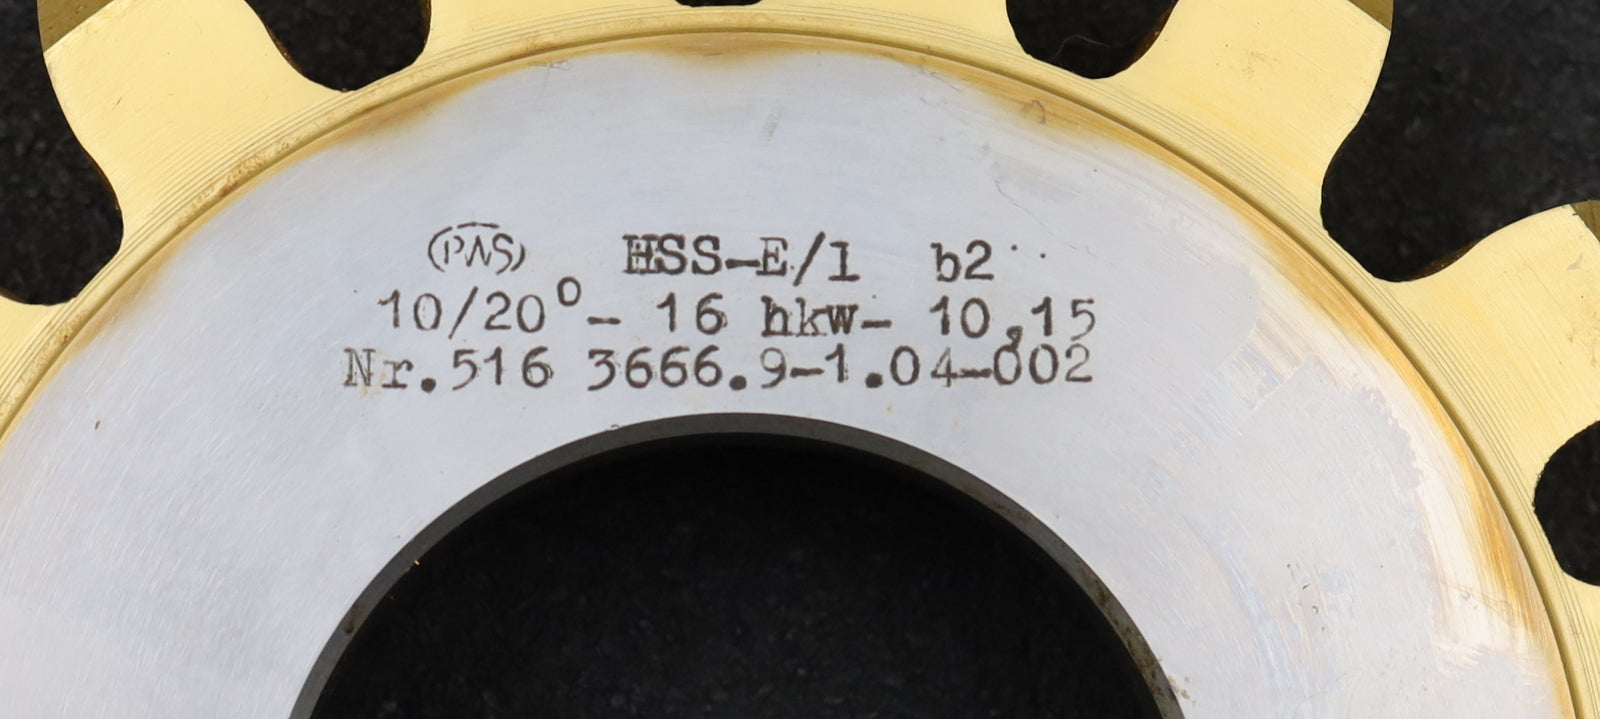 PWS HSS-E/1 b2
10/20°- 16 hkw- 10,15
Nr.516 3666.9-1.04-002